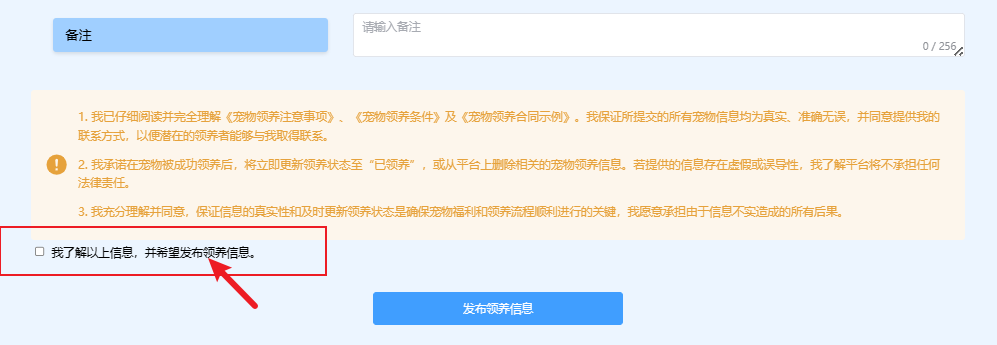 备注
请输入备注
0 / 256
1. 我已仔细阅读并完全理解《宠物领养注意事项》、《宠物领养条件》及《宠物领养合同示例》。我保证所提交的所有宠物信息均为真实、准确无误，并同意提供我的
联系方式，以便潜在的领养者能够与我取得联系。
2. 我承诺在宠物被成功领养后，将立即更新领养状态至“已领养”，或从平台上删除相关的宠物领养信息。若提供的信息存在虚假或误导性，我了解平台将不承担任何
法律责任。
3. 我充分理解并同意，保证信息的真实性和及时更新领养状态是确保宠物福利和领养流程顺利进行的关键，我愿意承担由于信息不实造成的所有后果。
我了解以上信息，并希望发布领养信息。
发布领养信息